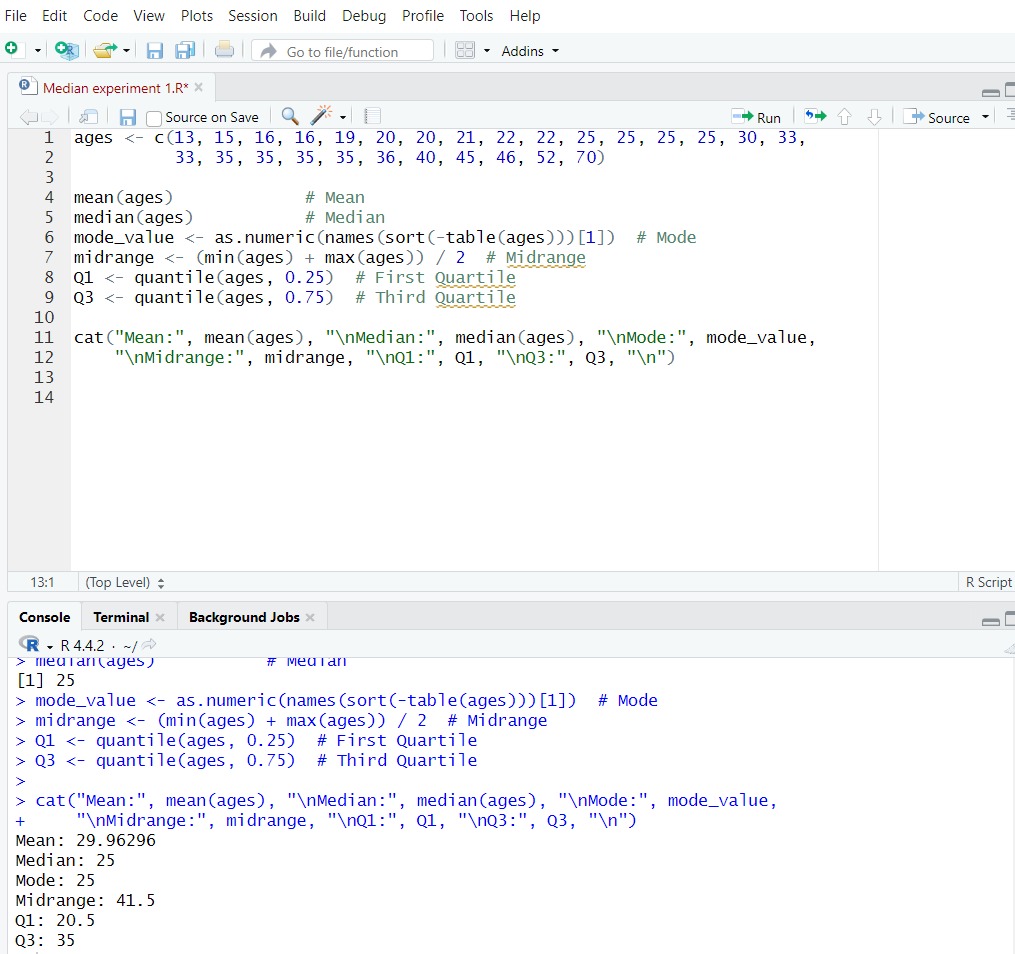 File Edit Code View Plots Session Build Debug Profile Tools Help
Go to file/function Addins
Median experiment 1.R*
Source on Save Run Source
1 ages <- c(13, 15, 16, 16, 19, 20, 20, 21, 22, 22, 25, 25, 25, 25, 30, 33,
2 33, 35, 35, 35, 35, 36, 40, 45, 46, 52, 70)
3
4 mean(ages) # Mean
5 median(ages) # Median
6 mode_value <- as.numeric(names(sort(-table(ages)))[1]) # Mode
7 midrange <- (min(ages) + max(ages)) / 2 # Midrange
8 Q1 <- quantile(ages, 0.25) # First Quartile
9 Q3 <- quantile(ages, 0.75) # Third Quartile
10
11 cat("Mean:", mean(ages), "\nMedian:", median(ages), "\nMode:", mode_value,
12 "\nMidrange:", midrange, "\nQ1:", Q1, "\nQ3:", Q3, "\n")
13
14
13:1 (Top Level) R Script
Console Terminal Background Jobs
R R 4.4.2 · ~/
> median(ages) # Median
[1] 25
> mode_value <- as.numeric(names(sort(-table(ages)))[1]) # Mode
> midrange <- (min(ages) + max(ages)) / 2 # Midrange
> Q1 <- quantile(ages, 0.25) # First Quartile
> Q3 <- quantile(ages, 0.75) # Third Quartile
>
> cat("Mean:", mean(ages), "\nMedian:", median(ages), "\nMode:", mode_value,
+ "\nMidrange:", midrange, "\nQ1:", Q1, "\nQ3:", Q3, "\n")
Mean: 29.96296
Median: 25
Mode: 25
Midrange: 41.5
Q1: 20.5
Q3: 35